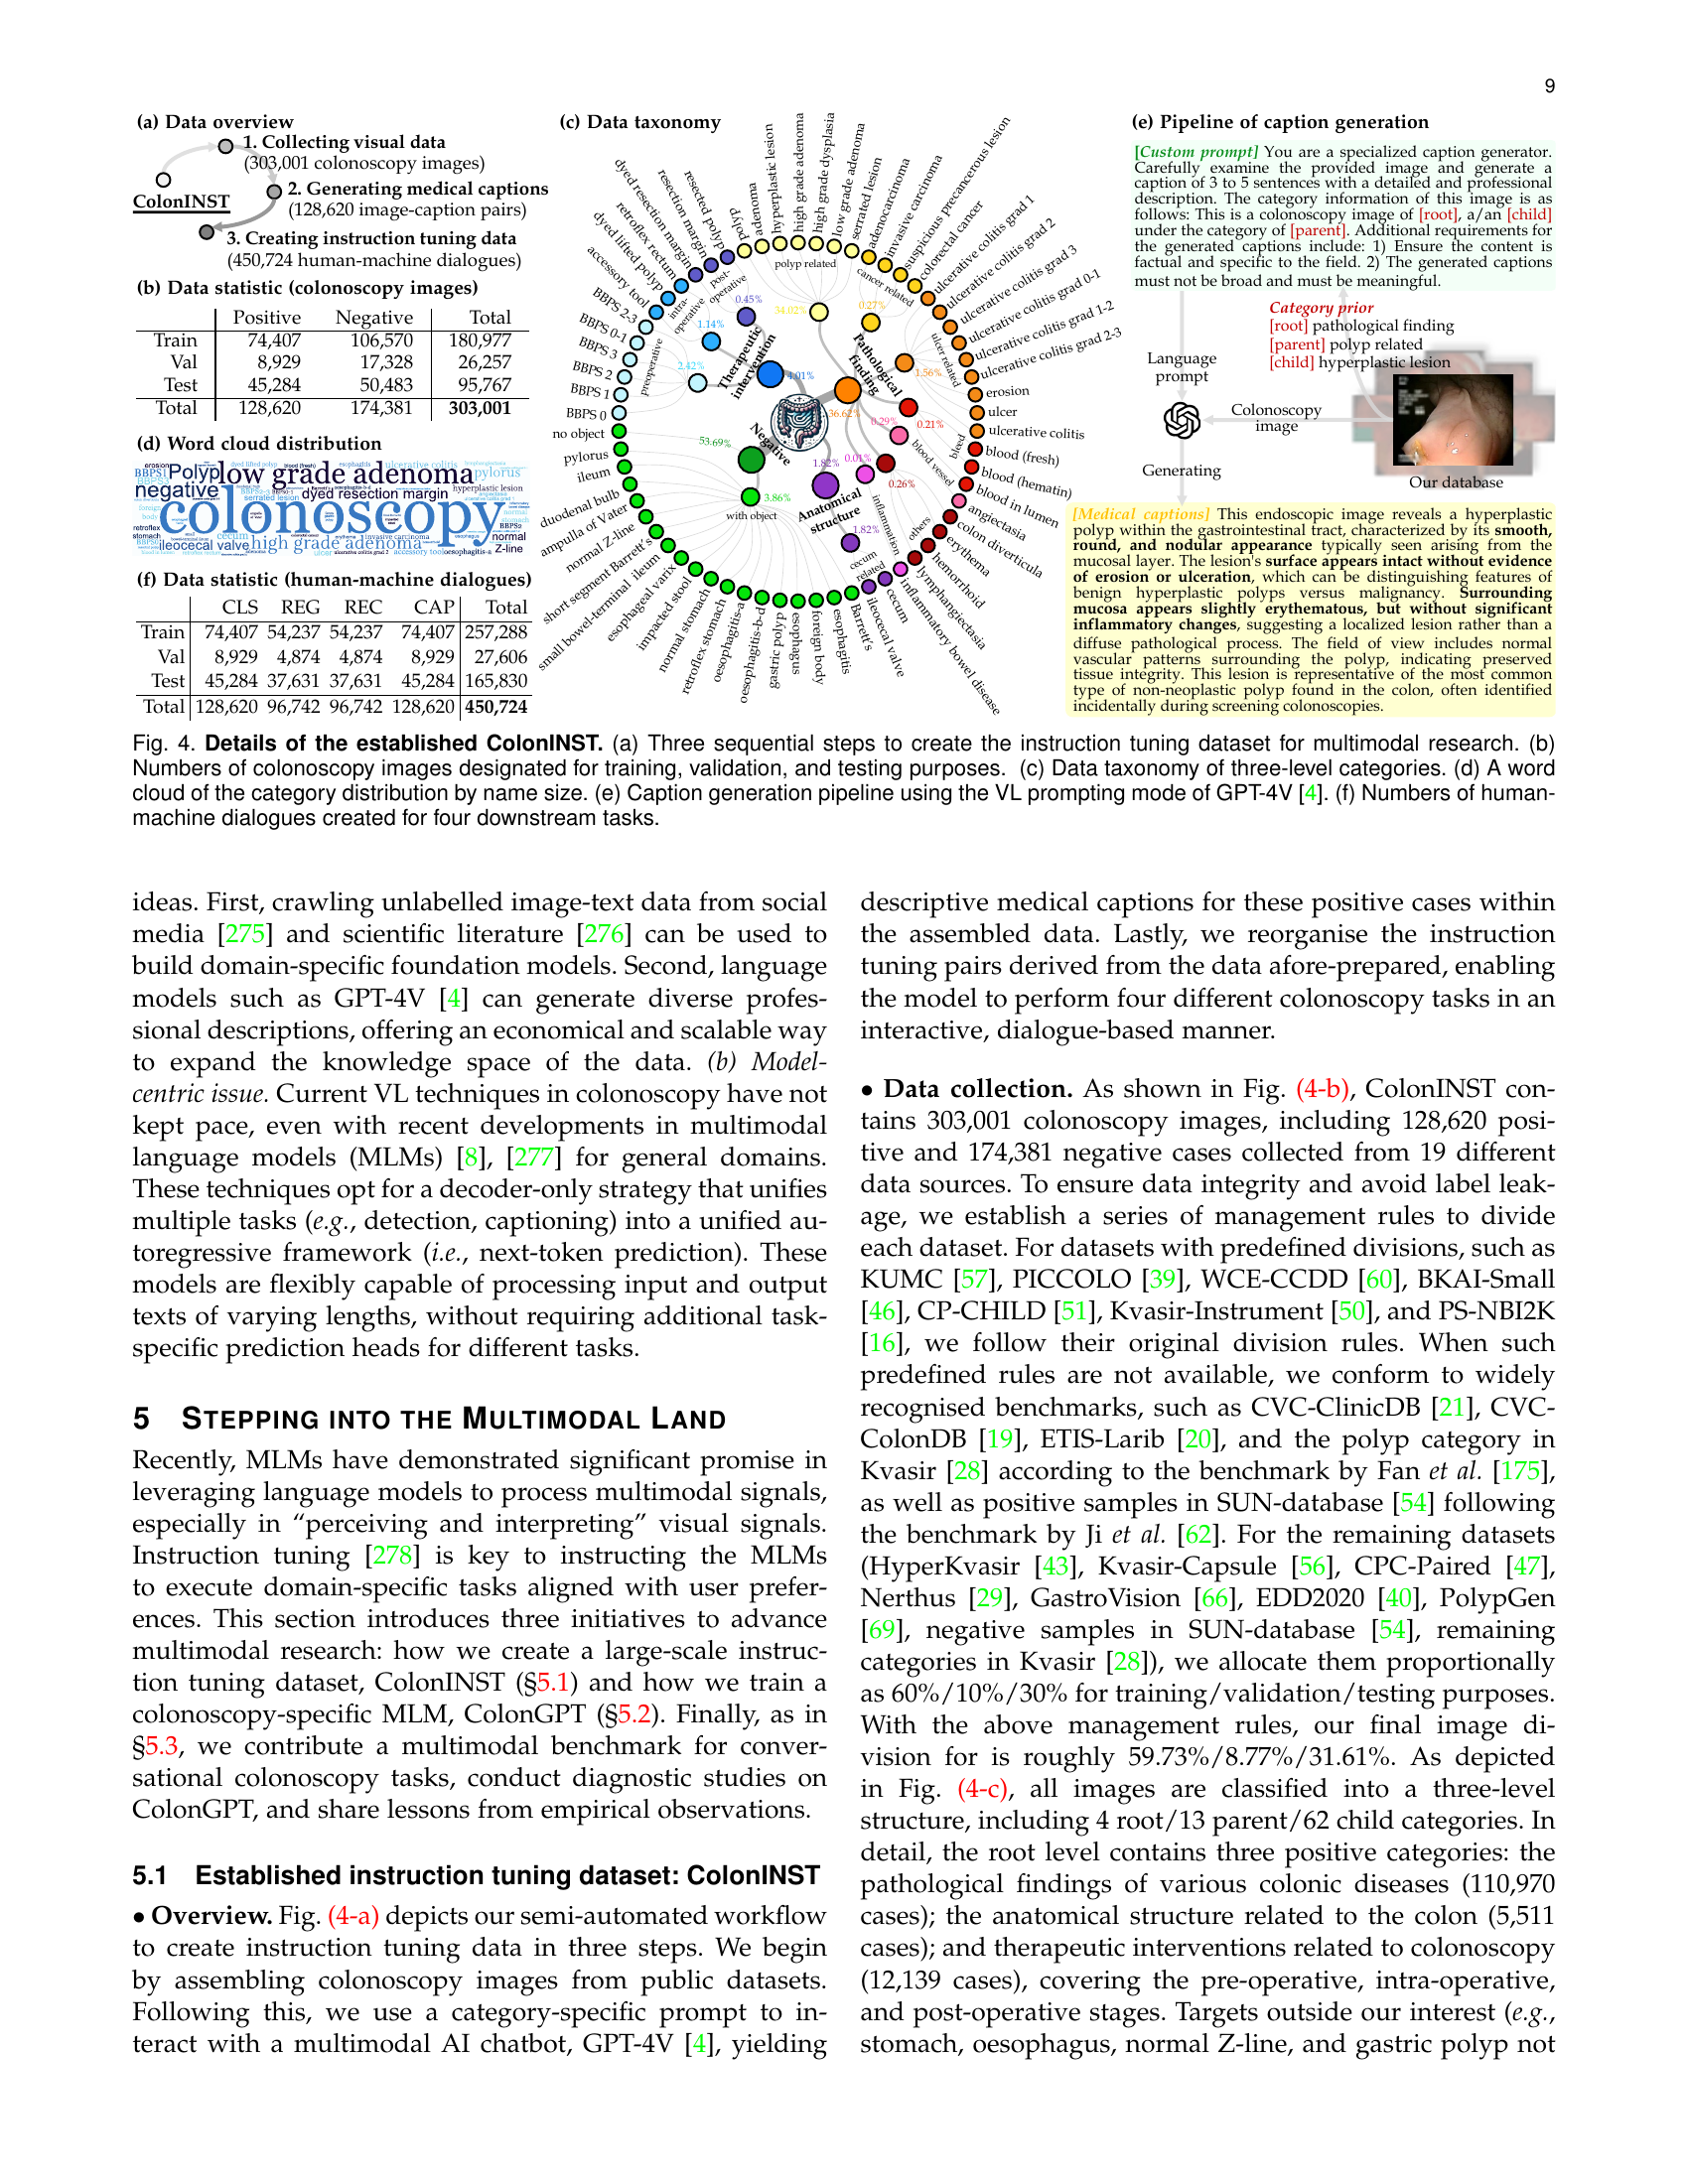 9
(a) Data overview
1. Collecting visual data
(303,001 colonoscopy images)
ColonINST
2. Generating medical captions
(128,620 image-caption pairs)
3. Creating instruction tuning data
(450,724 human-machine dialogues)
(b) Data statistic (colonoscopy images)
Positive Negative Total
Train 74,407 106,570 180,977
Val 8,929 17,328 26,257
Test 45,284 50,483 95,767
Total 128,620 174,381 303,001
(d) Word cloud distribution
colonoscopy
low grade adenoma
Polyp
negative
pylorus
dyed resection margin
hyperplastic lesion
serrated lesion
high grade adenoma
ileocecal valve
cecum
normal
Z-line
accessory tool
oesophagitis-a
invasive carcinoma
ulcerative colitis
erosion
BBPS1
retroflex
stomach
(f) Data statistic (human-machine dialogues)
CLS REG REC CAP Total
Train 74,407 54,237 54,237 74,407 257,288
Val 8,929 4,874 4,874 8,929 27,606
Test 45,284 37,631 37,631 45,284 165,830
Total 128,620 96,742 96,742 128,620 450,724
(c) Data taxonomy
polyp
adenoma
hyperplastic lesion
high grade adenoma
high grade dysplasia
low grade adenoma
serrated lesion
adenocarcinoma
invasive carcinoma
suspicious precancerous lesion
colorectal cancer
ulcerative colitis grad 1
ulcerative colitis grad 2
ulcerative colitis grad 3
ulcerative colitis grad 0-1
ulcerative colitis grad 1-2
ulcerative colitis grad 2-3
erosion
ulcer
ulcerative colitis
blood (fresh)
blood (hematin)
blood in lumen
angiectasia
colon diverticula
erythema
hemorrhoid
lymphangiectasia
inflammatory bowel disease
cecum
ileocecal valve
Barrett's
esophagitis
foreign body
esophagus
gastric polyp
oesophagitis-b-d
oesophagitis-a
retroflex stomach
normal stomach
impacted stool
esophageal varix
small bowel-terminal ileum
short segment Barrett's
normal Z-line
ampulla of Vater
duodenal bulb
ileum
pylorus
no object
BBPS 0
BBPS 1
BBPS 2
BBPS 3
BBPS 0-1
BBPS 2-3
accessory tool
dyed lifted polyp
retroflex rectum
dyed resection margin
resection margin
resected polyp
polyp related
cancer related
ulcer related
bleed
blood vessel
others
inflammation
cecum related
with object
preoperative
intra-operative
post-operative
Therapeutic intervention
Pathological finding
Negative
Anatomical structure
0.45%
1.14%
2.42%
4.01%
34.02%
0.27%
1.56%
36.62%
0.29%
0.21%
0.01%
0.26%
1.82%
1.82%
53.69%
3.86%
(e) Pipeline of caption generation
[Custom prompt] You are a specialized caption generator.
Carefully examine the provided image and generate a
caption of 3 to 5 sentences with a detailed and professional
description. The category information of this image is as
follows: This is a colonoscopy image of [root], a/an [child]
under the category of [parent]. Additional requirements for
the generated captions include: 1) Ensure the content is
factual and specific to the field. 2) The generated captions
must not be broad and must be meaningful.
Category prior
[root] pathological finding
[parent] polyp related
[child] hyperplastic lesion
Language
prompt
Colonoscopy
image
Generating
Our database
[Medical captions] This endoscopic image reveals a hyperplastic
polyp within the gastrointestinal tract, characterized by its smooth,
round, and nodular appearance typically seen arising from the
mucosal layer. The lesion's surface appears intact without evidence
of erosion or ulceration, which can be distinguishing features of
benign hyperplastic polyps versus malignancy. Surrounding
mucosa appears slightly erythematous, but without significant
inflammatory changes, suggesting a localized lesion rather than a
diffuse pathological process. The field of view includes normal
vascular patterns surrounding the polyp, indicating preserved
tissue integrity. This lesion is representative of the most common
type of non-neoplastic polyp found in the colon, often identified
incidentally during screening colonoscopies.
Fig. 4. Details of the established ColonINST. (a) Three sequential steps to create the instruction tuning dataset for multimodal research. (b)
Numbers of colonoscopy images designated for training, validation, and testing purposes. (c) Data taxonomy of three-level categories. (d) A word
cloud of the category distribution by name size. (e) Caption generation pipeline using the VL prompting mode of GPT-4V [4]. (f) Numbers of human-
machine dialogues created for four downstream tasks.
ideas. First, crawling unlabelled image-text data from social
media [275] and scientific literature [276] can be used to
build domain-specific foundation models. Second, language
models such as GPT-4V [4] can generate diverse profes-
sional descriptions, offering an economical and scalable way
to expand the knowledge space of the data. (b) Model-
centric issue. Current VL techniques in colonoscopy have not
kept pace, even with recent developments in multimodal
language models (MLMs) [8], [277] for general domains.
These techniques opt for a decoder-only strategy that unifies
multiple tasks (e.g., detection, captioning) into a unified au-
toregressive framework (i.e., next-token prediction). These
models are flexibly capable of processing input and output
texts of varying lengths, without requiring additional task-
specific prediction heads for different tasks.
5 STEPPING INTO THE MULTIMODAL LAND
Recently, MLMs have demonstrated significant promise in
leveraging language models to process multimodal signals,
especially in “perceiving and interpreting” visual signals.
Instruction tuning [278] is key to instructing the MLMs
to execute domain-specific tasks aligned with user prefer-
ences. This section introduces three initiatives to advance
multimodal research: how we create a large-scale instruc-
tion tuning dataset, ColonINST (§5.1) and how we train a
colonoscopy-specific MLM, ColonGPT (§5.2). Finally, as in
§5.3, we contribute a multimodal benchmark for conver-
sational colonoscopy tasks, conduct diagnostic studies on
ColonGPT, and share lessons from empirical observations.
5.1 Established instruction tuning dataset: ColonINST
• Overview. Fig. (4-a) depicts our semi-automated workflow
to create instruction tuning data in three steps. We begin
by assembling colonoscopy images from public datasets.
Following this, we use a category-specific prompt to in-
teract with a multimodal AI chatbot, GPT-4V [4], yielding
descriptive medical captions for these positive cases within
the assembled data. Lastly, we reorganise the instruction
tuning pairs derived from the data afore-prepared, enabling
the model to perform four different colonoscopy tasks in an
interactive, dialogue-based manner.
• Data collection. As shown in Fig. (4-b), ColonINST con-
tains 303,001 colonoscopy images, including 128,620 posi-
tive and 174,381 negative cases collected from 19 different
data sources. To ensure data integrity and avoid label leak-
age, we establish a series of management rules to divide
each dataset. For datasets with predefined divisions, such as
KUMC [57], PICCOLO [39], WCE-CCDD [60], BKAI-Small
[46], CP-CHILD [51], Kvasir-Instrument [50], and PS-NBI2K
[16], we follow their original division rules. When such
predefined rules are not available, we conform to widely
recognised benchmarks, such as CVC-ClinicDB [21], CVC-
ColonDB [19], ETIS-Larib [20], and the polyp category in
Kvasir [28] according to the benchmark by Fan et al. [175],
as well as positive samples in SUN-database [54] following
the benchmark by Ji et al. [62]. For the remaining datasets
(HyperKvasir [43], Kvasir-Capsule [56], CPC-Paired [47],
Nerthus [29], GastroVision [66], EDD2020 [40], PolypGen
[69], negative samples in SUN-database [54], remaining
categories in Kvasir [28]), we allocate them proportionally
as 60%/10%/30% for training/validation/testing purposes.
With the above management rules, our final image di-
vision for is roughly 59.73%/8.77%/31.61%. As depicted
in Fig. (4-c), all images are classified into a three-level
structure, including 4 root/13 parent/62 child categories. In
detail, the root level contains three positive categories: the
pathological findings of various colonic diseases (110,970
cases); the anatomical structure related to the colon (5,511
cases); and therapeutic interventions related to colonoscopy
(12,139 cases), covering the pre-operative, intra-operative,
and post-operative stages. Targets outside our interest (e.g.,
stomach, oesophagus, normal Z-line, and gastric polyp not